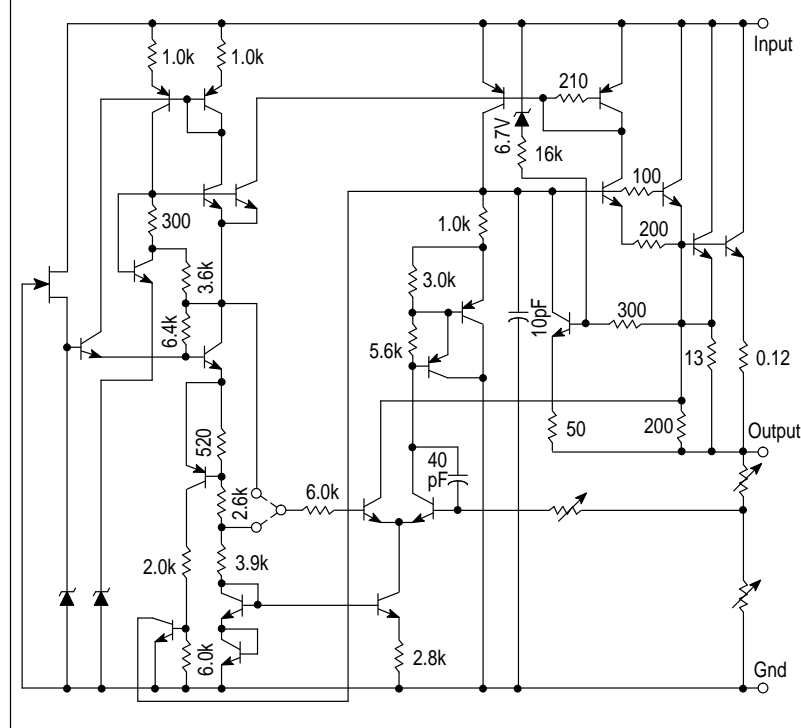 Input
1.0k
1.0k
210
6.7V
16k
100
300
1.0k
200
3.6k
3.0k
10pF
300
6.4k
5.6k
13
0.12
520
50
200
Output
40
pF
2.6k
6.0k
2.0k
3.9k
6.0k
2.8k
Gnd